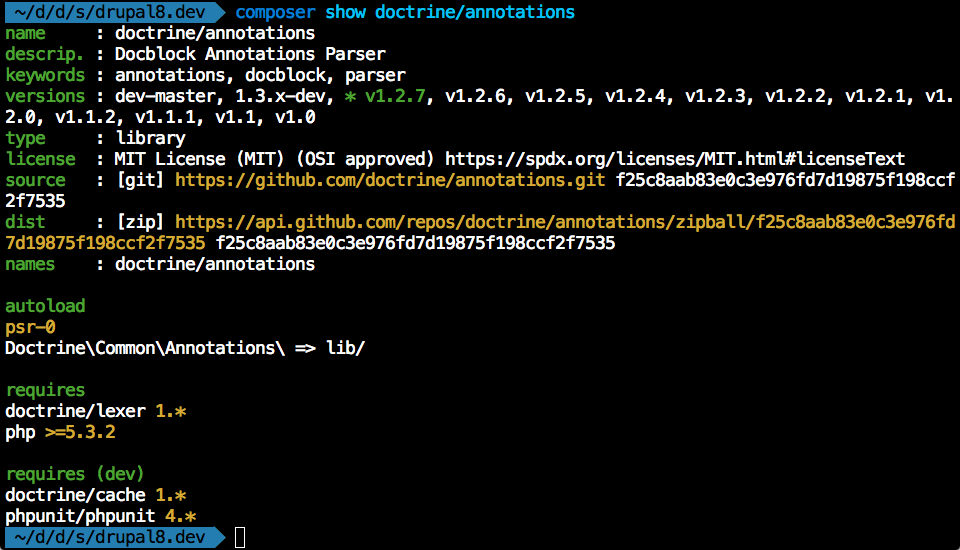 ~/d/d/s/drupal8.dev composer show doctrine/annotations
name     : doctrine/annotations
descrip. : Docblock Annotations Parser
keywords : annotations, docblock, parser
versions : dev-master, 1.3.x-dev, * v1.2.7, v1.2.6, v1.2.5, v1.2.4, v1.2.3, v1.2.2, v1.2.1, v1.
2.0, v1.1.2, v1.1.1, v1.1, v1.0
type     : library
license  : MIT License (MIT) (OSI approved) https://spdx.org/licenses/MIT.html#licenseText
source   : [git] https://github.com/doctrine/annotations.git f25c8aab83e0c3e976fd7d19875f198ccf
2f7535
dist     : [zip] https://api.github.com/repos/doctrine/annotations/zipball/f25c8aab83e0c3e976fd
7d19875f198ccf2f7535 f25c8aab83e0c3e976fd7d19875f198ccf2f7535
names    : doctrine/annotations

autoload
psr-0
Doctrine\Common\Annotations\ => lib/

requires
doctrine/lexer 1.*
php >=5.3.2

requires (dev)
doctrine/cache 1.*
phpunit/phpunit 4.*
~/d/d/s/drupal8.dev